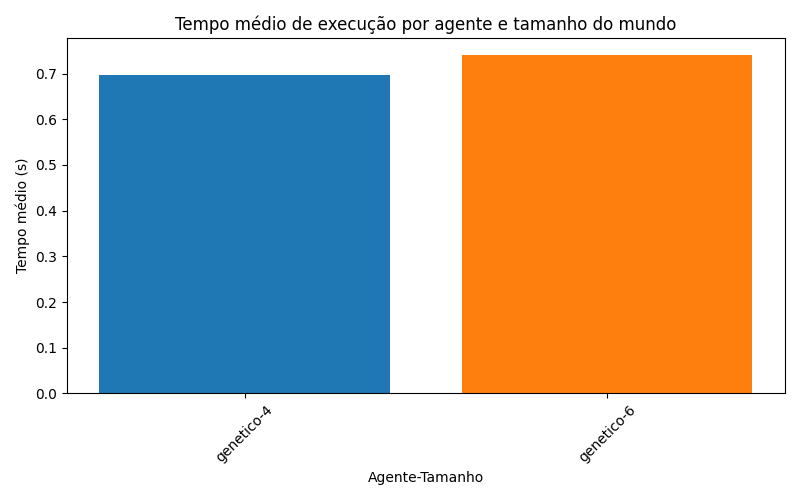 Tempo médio de execução por agente e tamanho do mundo
Tempo médio (s)
0.7
0.6
0.5
0.4
0.3
0.2
0.1
0.0
genetico-4
genetico-6
Agente-Tamanho